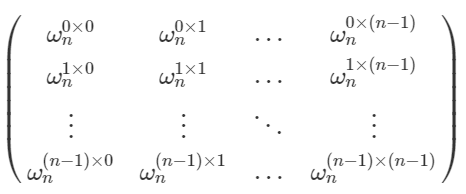 ω_n^{0×0} ω_n^{0×1} … ω_n^{0×(n−1)}
ω_n^{1×0} ω_n^{1×1} … ω_n^{1×(n−1)}
⋮ ⋮ ⋱ ⋮
ω_n^{(n−1)×0} ω_n^{(n−1)×1} … ω_n^{(n−1)×(n−1)}